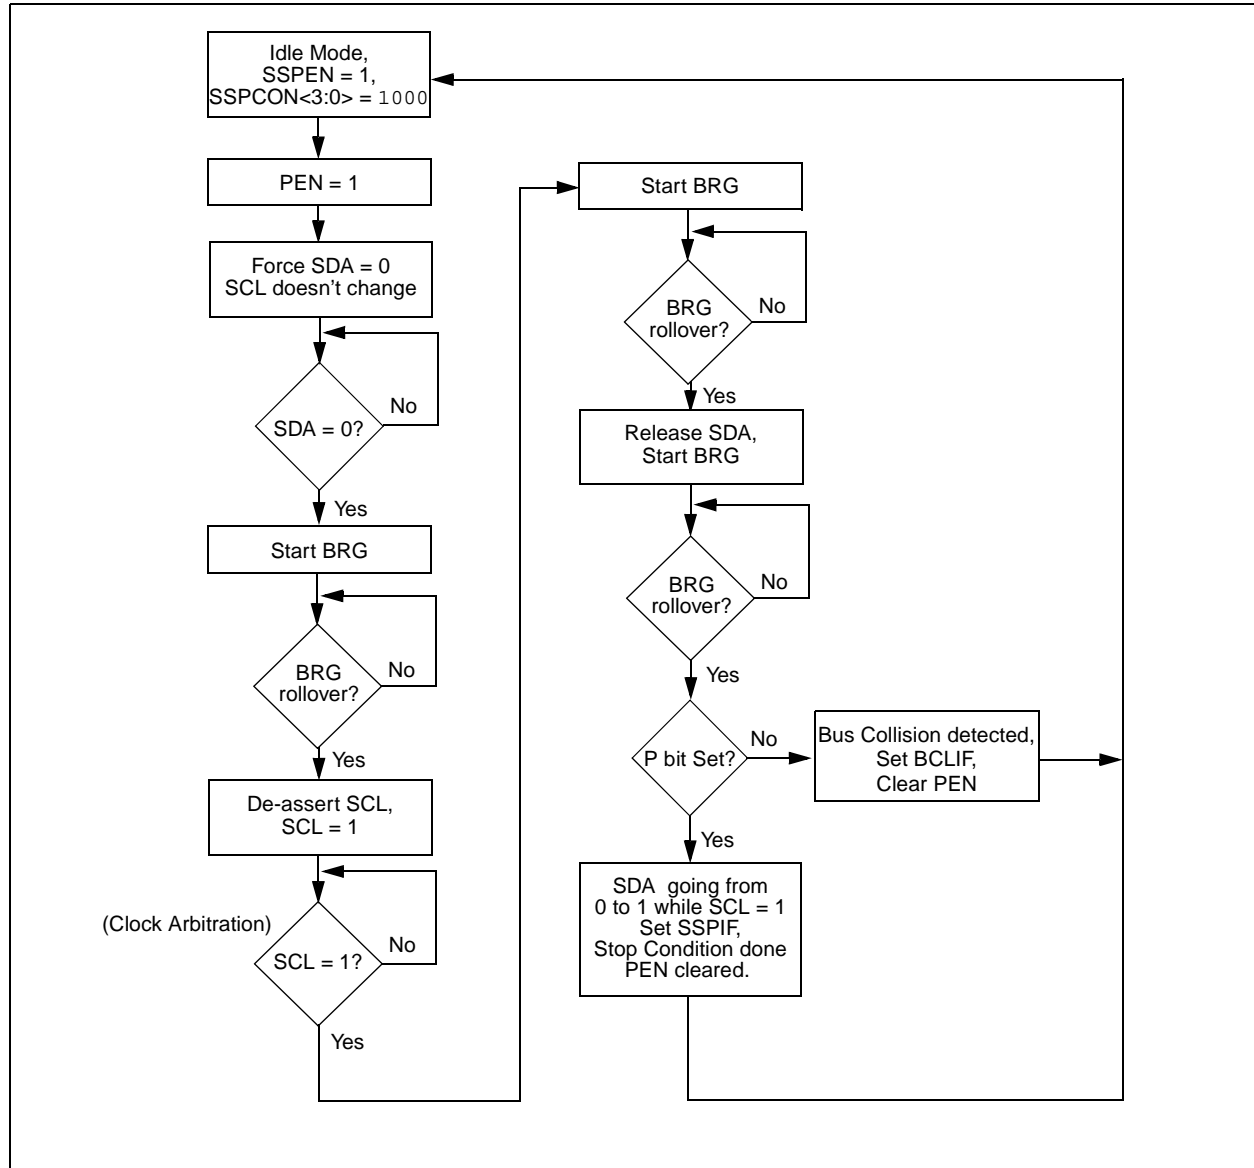 Idle Mode,
SSPEN = 1,
SSPCON<3:0> = 1000
PEN = 1
Force SDA = 0
SCL doesn't change
SDA = 0?
No
Yes
Start BRG
BRG
rollover?
No
Yes
De-assert SCL,
SCL = 1
(Clock Arbitration)
SCL = 1?
No
Yes
Start BRG
BRG
rollover?
No
Yes
Release SDA,
Start BRG
BRG
rollover?
No
Yes
P bit Set?
No
Bus Collision detected,
Set BCLIF,
Clear PEN
Yes
SDA going from
0 to 1 while SCL = 1
Set SSPIF,
Stop Condition done
PEN cleared.